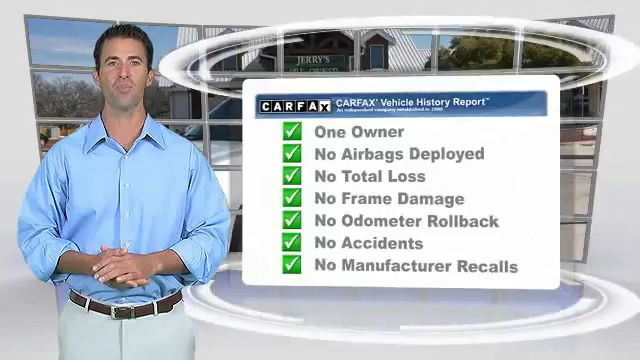 JERRY'S
CARFAX
CARFAX Vehicle History Report™
An independent company established in 1986
One Owner
No Airbags Deployed
No Total Loss
No Frame Damage
No Odometer Rollback
No Accidents
No Manufacturer Recalls